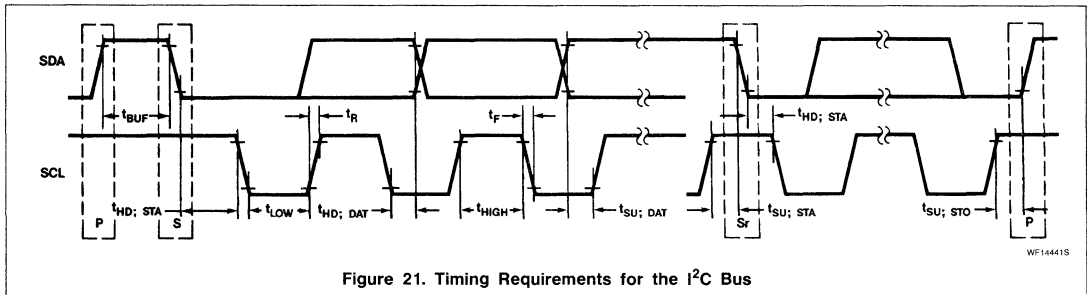 SDA
tBUF
tR
tF
tHD; STA
SCL
tHD; STA
tLOW
tHD; DAT
tHIGH
tSU; DAT
tSU; STA
tSU; STO
P
S
Sr
P
WF14441S
Figure 21. Timing Requirements for the I²C Bus